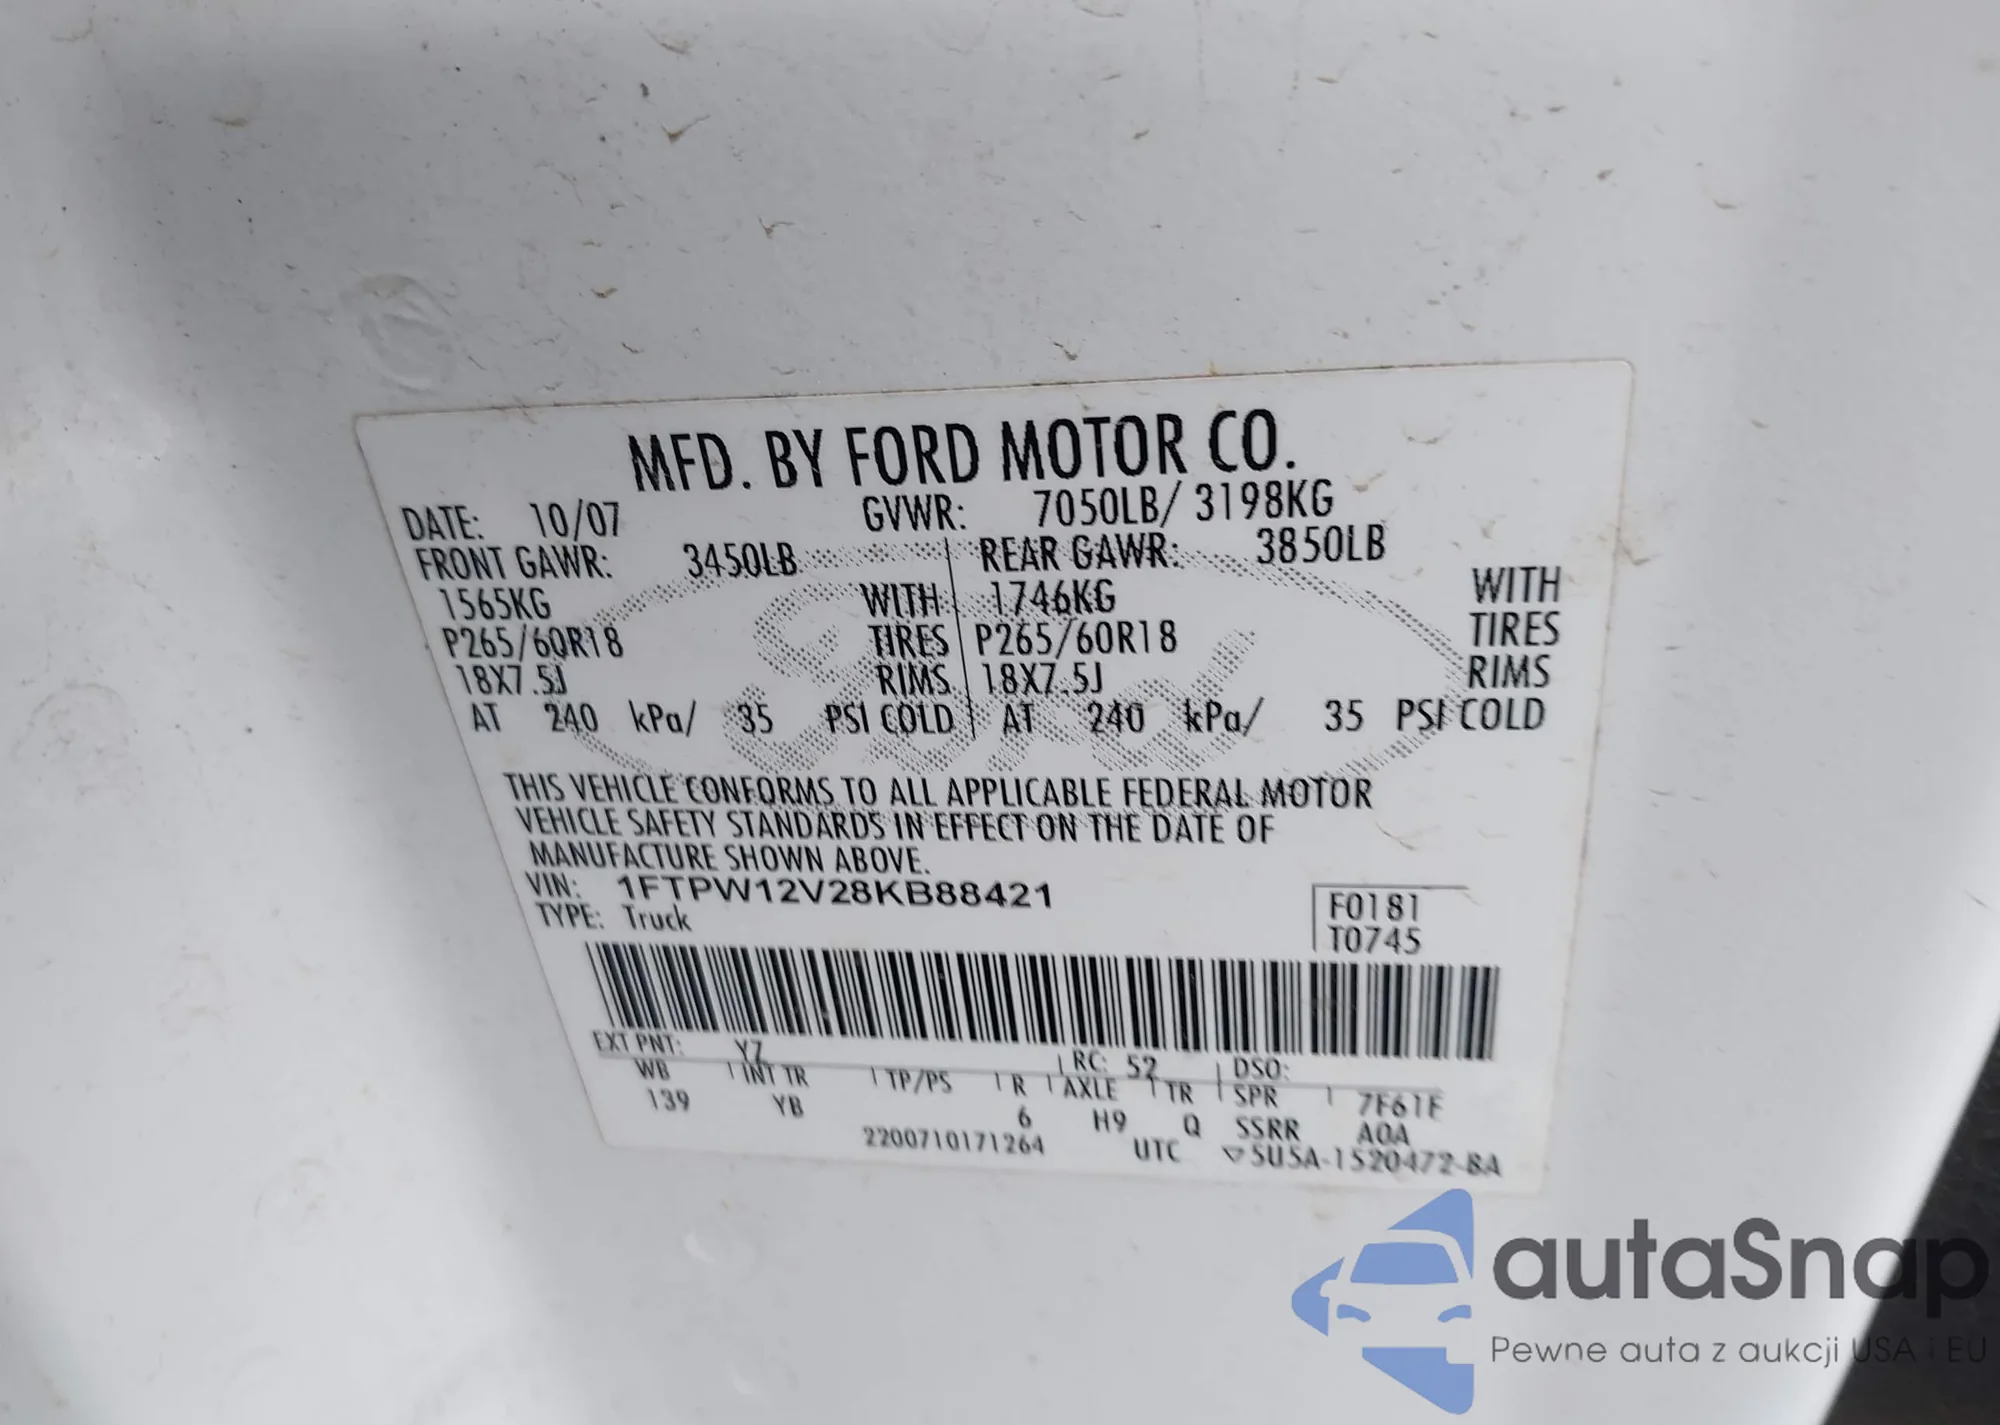 MFD. BY FORD MOTOR CO.
DATE: 10/07 GVWR: 7050LB/ 3198KG
FRONT GAWR: 3450LB REAR GAWR: 3850LB
1565KG WITH 1746KG WITH
P265/60R18 TIRES P265/60R18 TIRES
18X7.5J RIMS 18X7.5J RIMS
AT 240 kPa/ 35 PSI COLD AT 240 kPa/ 35 PSI COLD
THIS VEHICLE CONFORMS TO ALL APPLICABLE FEDERAL MOTOR
VEHICLE SAFETY STANDARDS IN EFFECT ON THE DATE OF
MANUFACTURE SHOWN ABOVE.
VIN: 1FTPW12V28KB88421
TYPE: Truck
F0181
T0745
EXT PNT: YZ RC: 52 DSO:
WB INT TR TP/PS R AXLE TR SPR 7F61F
139 YB 6 H9 Q SSRR A0A
2200710171264 UTC ▽5U5A-1520472-BA
Ford
autaSnap
Pewne auta z aukcji USA i EU